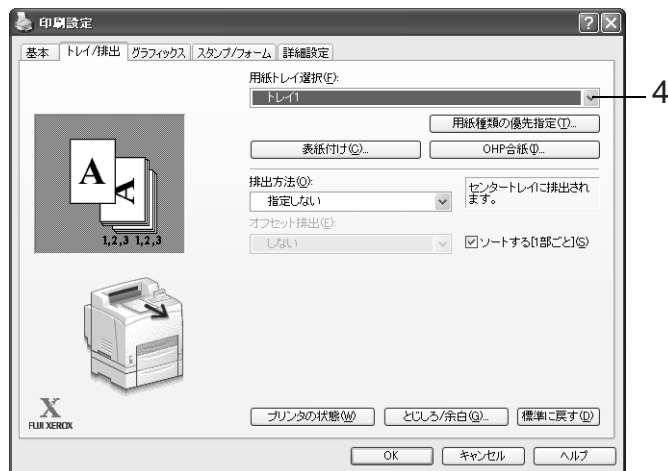 印刷設定
基本 トレイ/排出 グラフィックス スタンプ/フォーム 詳細設定
用紙トレイ選択(F):
トレイ1
4
用紙種類の優先指定(T)...
表紙付け(C)... OHP合紙(I)...
排出方法(O):
指定しない
センタートレイに排出され
ます。
オフセット排出(E):
しない
ソートする[1部ごと](S)
A A
1,2,3 1,2,3
X
FUJI XEROX
プリンタの状態(W) とじしろ/余白(G)... 標準に戻す(D)
OK キャンセル ヘルプ